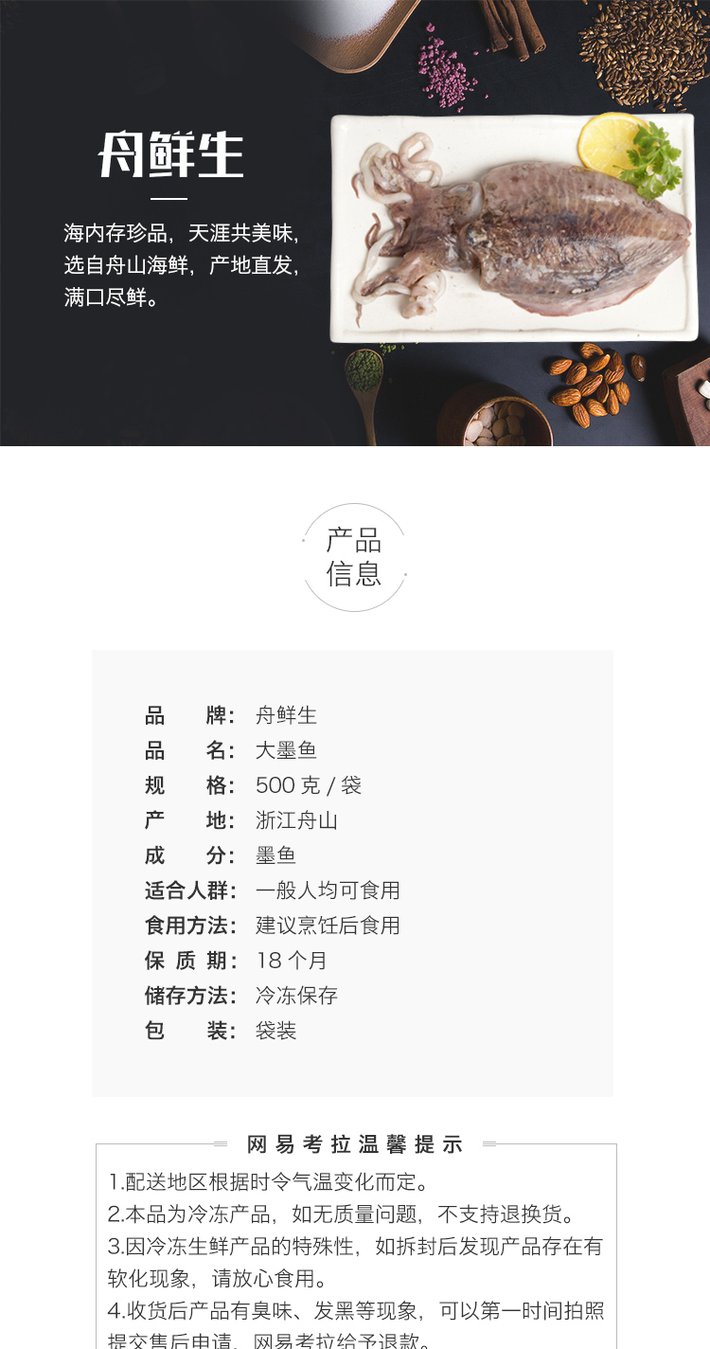 舟鲜生
海内存珍品，天涯共美味，
选自舟山海鲜，产地直发，
满口尽鲜。
产品
信息
品 牌： 舟鲜生
品 名： 大墨鱼
规 格： 500 克 / 袋
产 地： 浙江舟山
成 分： 墨鱼
适合人群： 一般人均可食用
食用方法： 建议烹饪后食用
保 质 期： 18 个月
储存方法： 冷冻保存
包 装： 袋装
网易考拉温馨提示
1.配送地区根据时令气温变化而定。
2.本品为冷冻产品，如无质量问题，不支持退换货。
3.因冷冻生鲜产品的特殊性，如拆封后发现产品存在有
软化现象，请放心食用。
4.收货后产品有臭味、发黑等现象，可以第一时间拍照
提交售后申请，网易考拉给予退款。